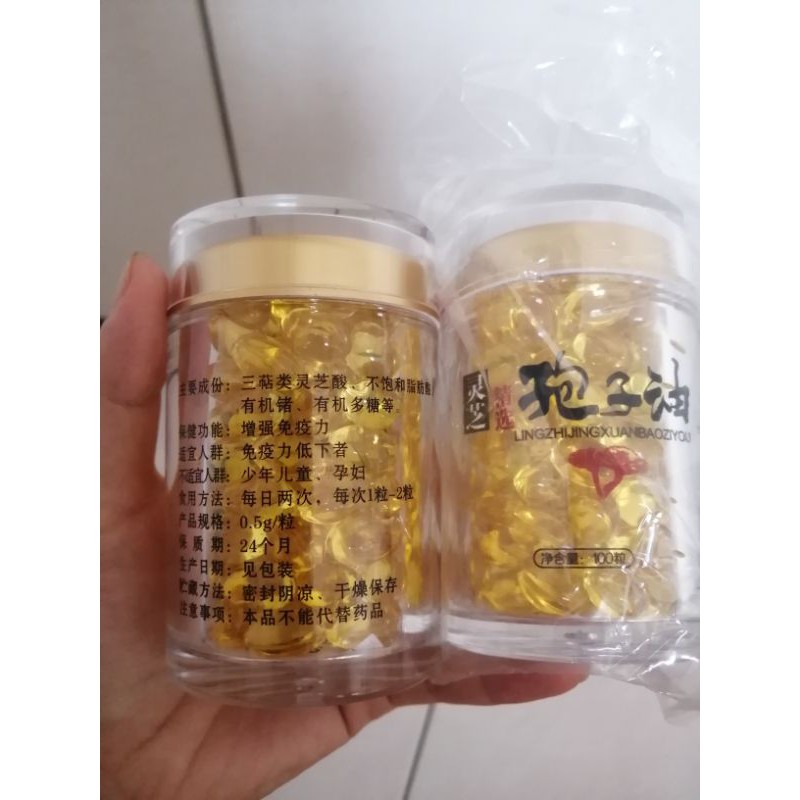 主要成份：三萜类灵芝酸、不饱和脂肪酸
有机锗、有机多糖等。
保健功能：增强免疫力
适宜人群：免疫力低下者
不适宜人群：少年儿童、孕妇
食用方法：每日两次，每次1粒-2粒
产品规格：0.5g/粒
保 质 期：24个月
生产日期：见包装
贮藏方法：密封阴凉、干燥保存
注意事项：本品不能代替药品
灵芝
精选
孢子油
LINGZHIJINGXUANBAOZIYOU
净含量：100粒